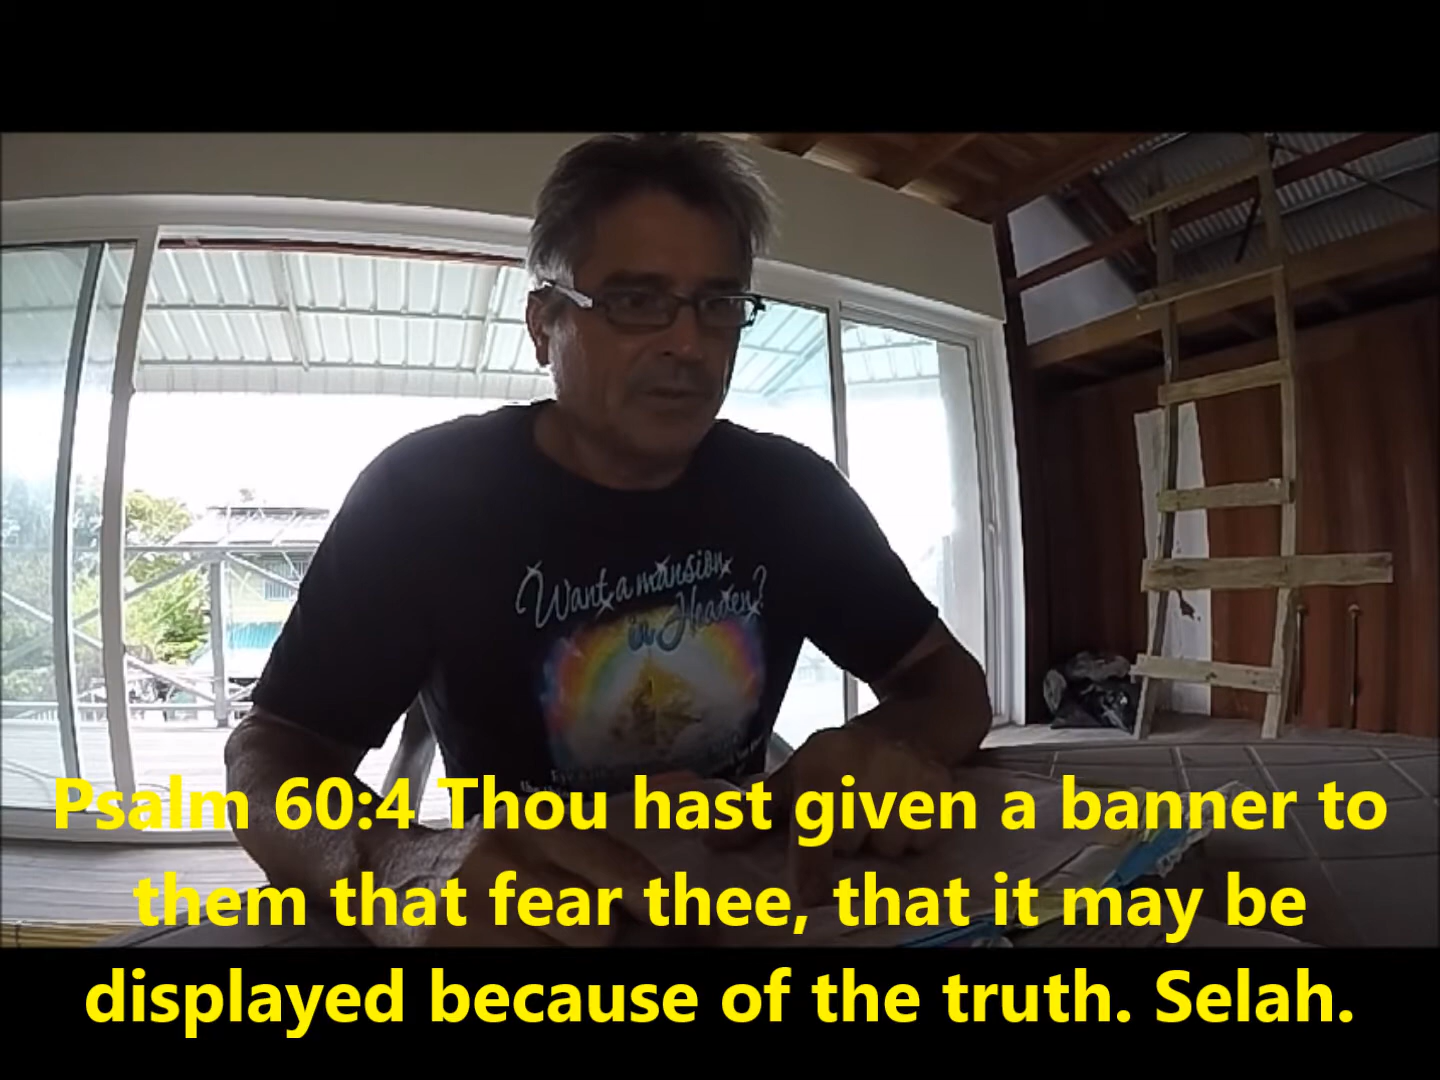 Want a mansion
in Heaven?
Psalm 60:4 Thou hast given a banner to
them that fear thee, that it may be
displayed because of the truth. Selah.